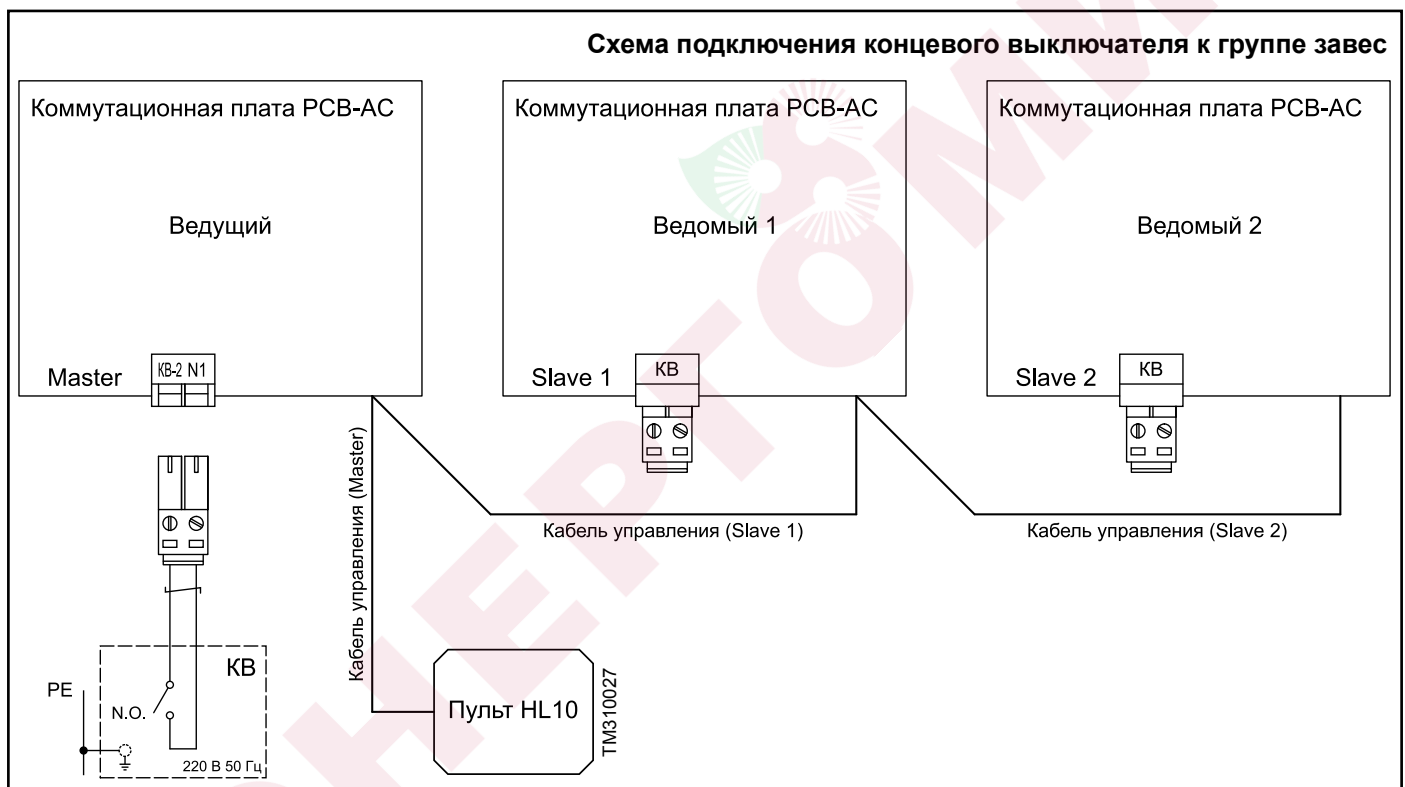 Схема подключения концевого выключателя к группе завес
Коммутационная плата PCB-AC
Ведущий
Master
КВ-2 N1
Коммутационная плата PCB-AC
Ведомый 1
Slave 1
КВ
Коммутационная плата PCB-AC
Ведомый 2
Slave 2
КВ
Кабель управления (Master)
Кабель управления (Slave 1)
Кабель управления (Slave 2)
PE
КВ
N.O.
220 В 50 Гц
Пульт HL10
TM310027